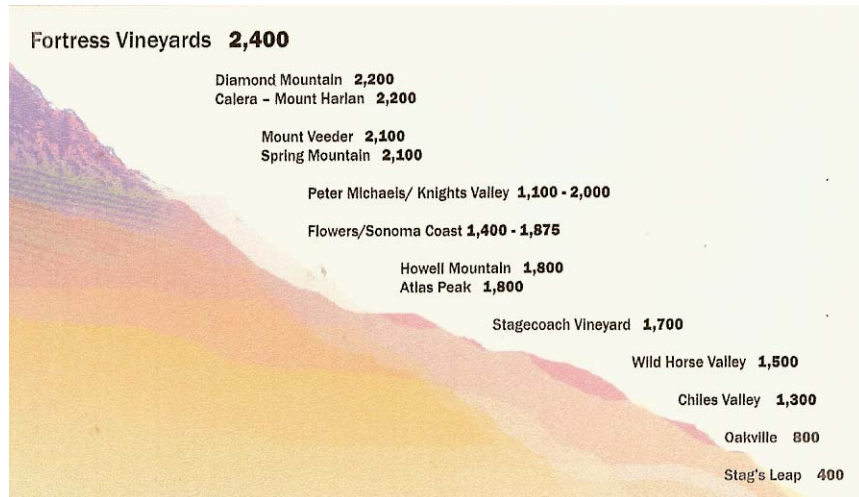 Fortress Vineyards 2,400
Diamond Mountain 2,200
Calera – Mount Harlan 2,200
Mount Veeder 2,100
Spring Mountain 2,100
Peter Michaels/ Knights Valley 1,100 - 2,000
Flowers/Sonoma Coast 1,400 - 1,875
Howell Mountain 1,800
Atlas Peak 1,800
Stagecoach Vineyard 1,700
Wild Horse Valley 1,500
Chiles Valley 1,300
Oakville 800
Stag's Leap 400